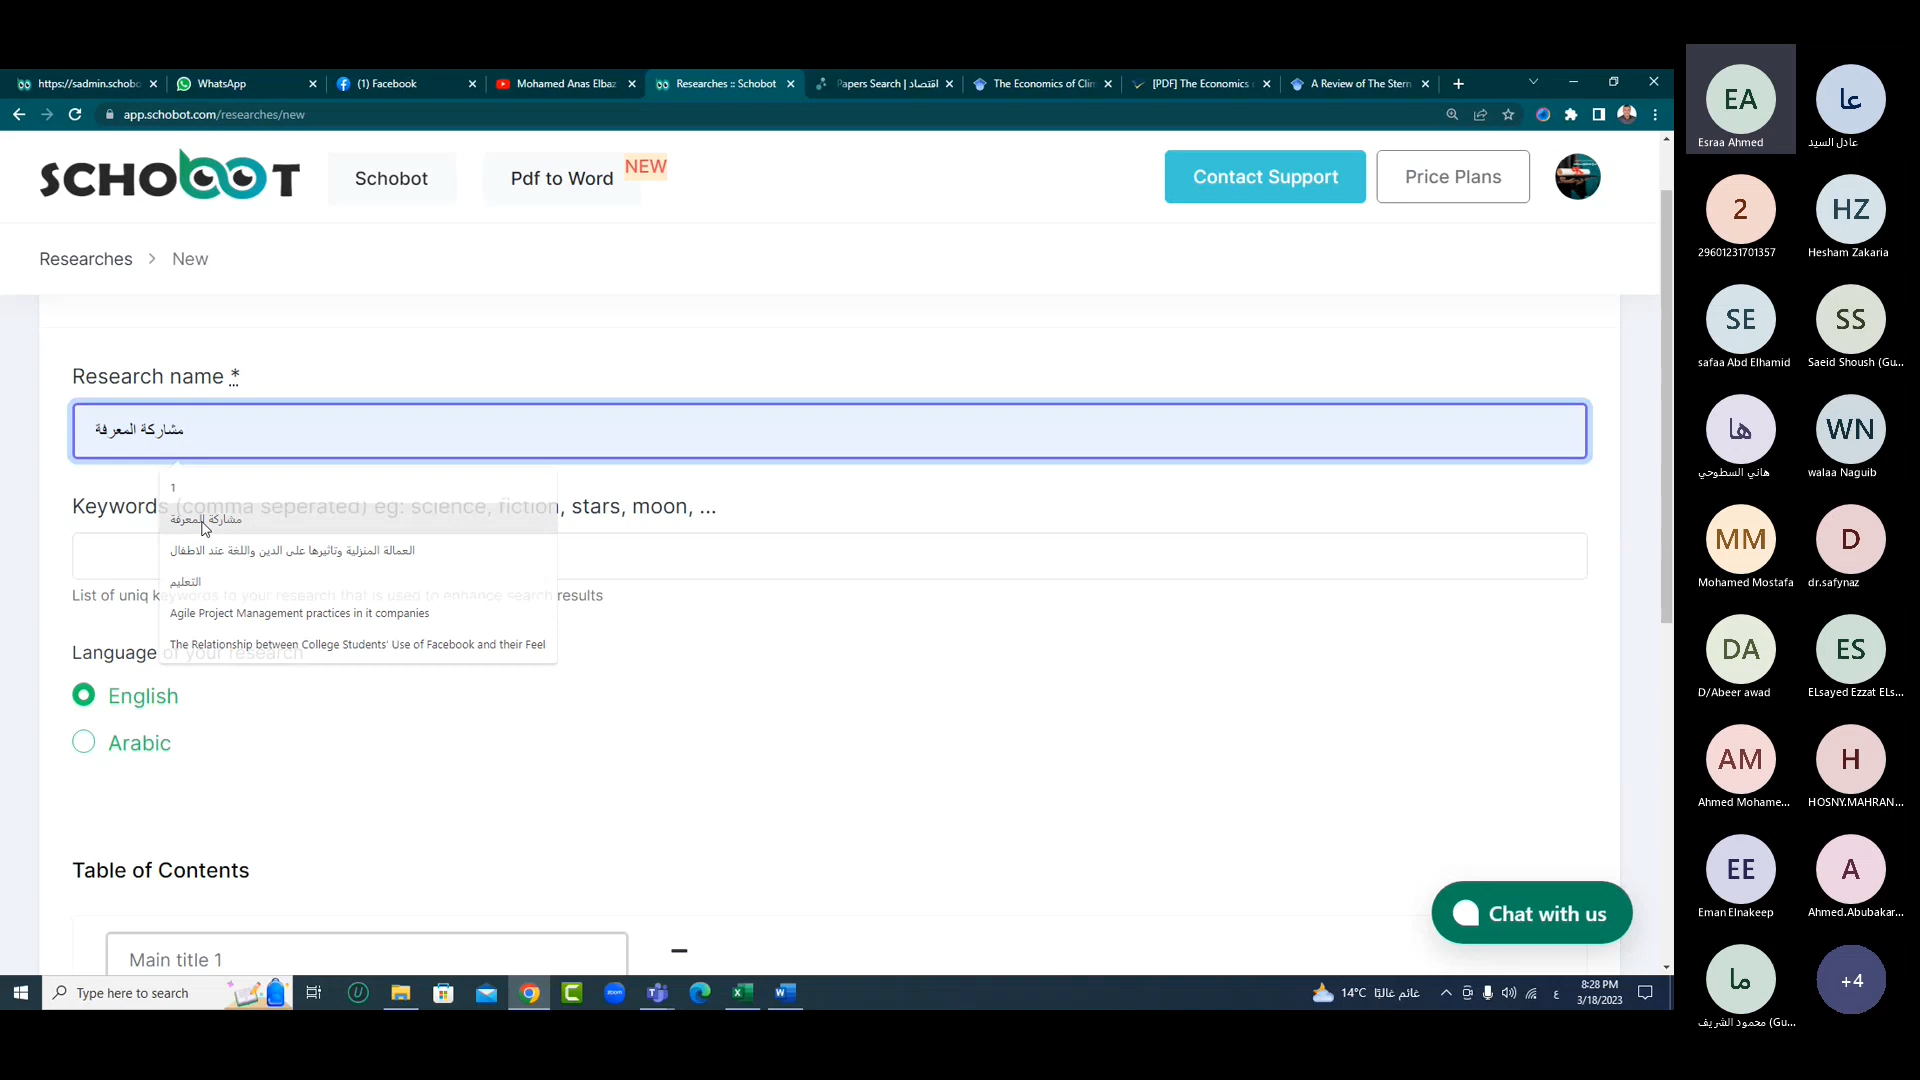 https://sadmin.schobo
WhatsApp
(1) Facebook
Mohamed Anas Elbaz
Researches :: Schobot
Papers Search | اقتصاد
The Economics of Clim
[PDF] The Economics
A Review of The Stern
app.schobot.com/researches/new
SCHOBOT
Schobot
Pdf to Word
NEW
Contact Support
Price Plans
Researches
New
Research name *
مشاركة المعرفة
1
Keywords (comma seperated) eg: science, fiction, stars, moon, ...
مشاركة المعرفة
العمالة المنزلية وتاثيرها على الدين واللغة عند الاطفال
التعليم
List of uniq keywords to your research that is used to enhance search results
Agile Project Management practices in it companies
The Relationship between College Students' Use of Facebook and their Feel
Language of your research
English
Arabic
Table of Contents
Main title 1
Chat with us
Type here to search
14°C غائم غالبًا
ع
8:28 PM
3/18/2023
EA
Esraa Ahmed
عا
عادل السيد
2
29601231701357
HZ
Hesham Zakaria
SE
safaa Abd Elhamid
SS
Saeid Shoush (Gu...
ها
هاني السطوحي
WN
walaa Naguib
MM
Mohamed Mostafa
D
dr.safynaz
DA
D/Abeer awad
ES
ELsayed Ezzat ELs...
AM
Ahmed Mohame...
H
HOSNY.MAHRAN...
EE
Eman Elnakeep
A
Ahmed.Abubakar...
ما
محمود الشريف (Gu...
+4